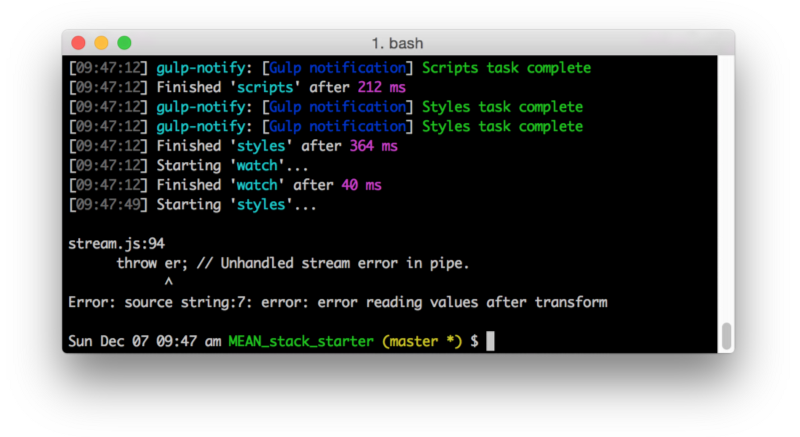 1. bash
[09:47:12] gulp-notify: [Gulp notification] Scripts task complete
[09:47:12] Finished 'scripts' after 212 ms
[09:47:12] gulp-notify: [Gulp notification] Styles task complete
[09:47:12] gulp-notify: [Gulp notification] Styles task complete
[09:47:12] Finished 'styles' after 364 ms
[09:47:12] Starting 'watch'...
[09:47:12] Finished 'watch' after 40 ms
[09:47:49] Starting 'styles'...
stream.js:94
throw er; // Unhandled stream error in pipe.
^
Error: source string:7: error: error reading values after transform
Sun Dec 07 09:47 am MEAN_stack_starter (master *) $